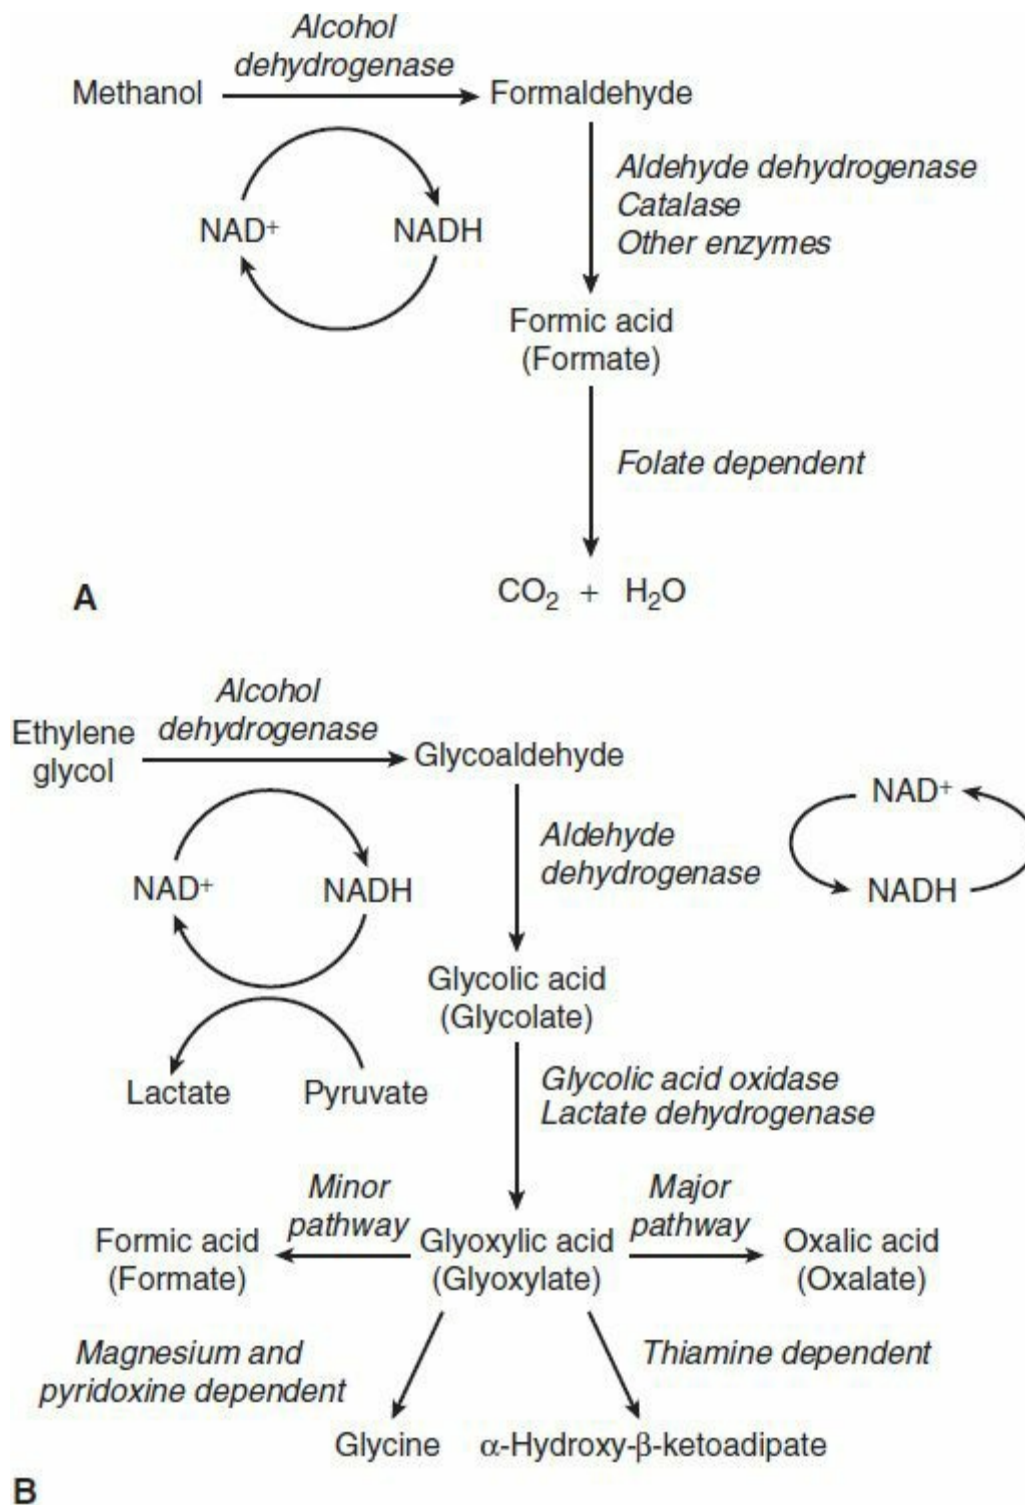 Alcohol
dehydrogenase
Methanol
Formaldehyde
NAD+
NADH
Aldehyde dehydrogenase
Catalase
Other enzymes
Formic acid
(Formate)
Folate dependent
CO2 + H2O
A
Alcohol
dehydrogenase
Ethylene
glycol
Glycoaldehyde
NAD+
NADH
Aldehyde
dehydrogenase
NAD+
NADH
Glycolic acid
(Glycolate)
Lactate
Pyruvate
Glycolic acid oxidase
Lactate dehydrogenase
Minor
pathway
Major
pathway
Formic acid
(Formate)
Glyoxylic acid
(Glyoxylate)
Oxalic acid
(Oxalate)
Magnesium and
pyridoxine dependent
Thiamine dependent
Glycine
α-Hydroxy-β-ketoadipate
B